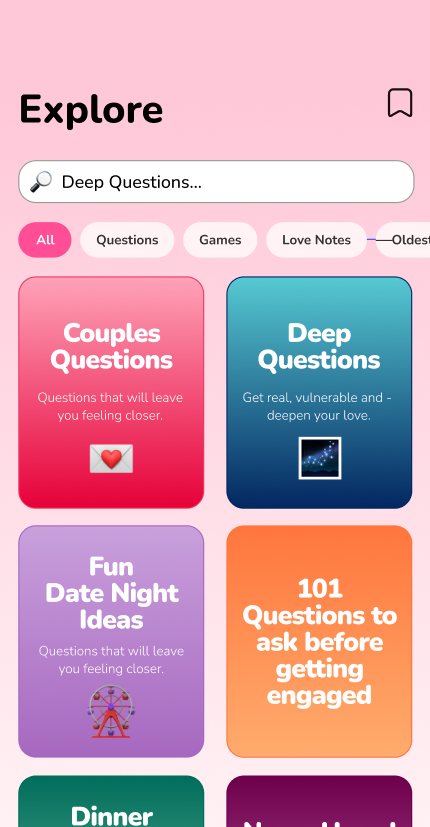 Explore
Deep Questions...
All
Questions
Games
Love Notes
Oldest
Couples
Questions
Questions that will leave
you feeling closer.
Deep
Questions
Get real, vulnerable and -
deepen your love.
Fun
Date Night
Ideas
Questions that will leave
you feeling closer.
101
Questions to
ask before
getting
engaged
Dinner